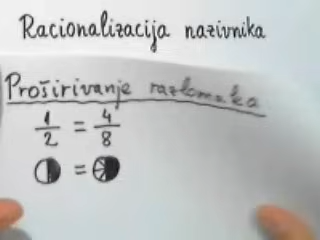 Racionalizacija nazivnika
Proširivanje razlomaka
1/2 = 4/8
=